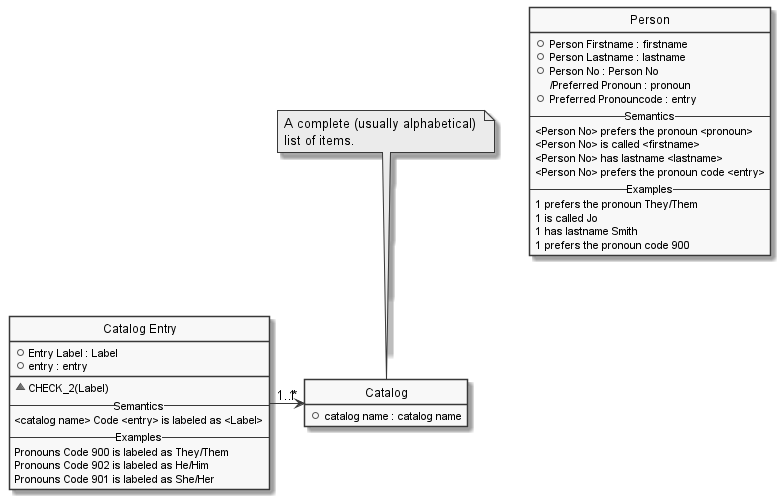 Person
Person Firstname : firstname
Person Lastname : lastname
Person No : Person No
/Preferred Pronoun : pronoun
Preferred Pronouncode : entry
Semantics
<Person No> prefers the pronoun <pronoun>
<Person No> is called <firstname>
<Person No> has lastname <lastname>
<Person No> prefers the pronoun code <entry>
Examples
1 prefers the pronoun They/Them
1 is called Jo
1 has lastname Smith
1 prefers the pronoun code 900
A complete (usually alphabetical)
list of items.
Catalog Entry
Entry Label : Label
entry : entry
CHECK_2(Label)
Semantics
<catalog name> Code <entry> is labeled as <Label>
Examples
Pronouns Code 900 is labeled as They/Them
Pronouns Code 902 is labeled as He/Him
Pronouns Code 901 is labeled as She/Her
Catalog
catalog name : catalog name